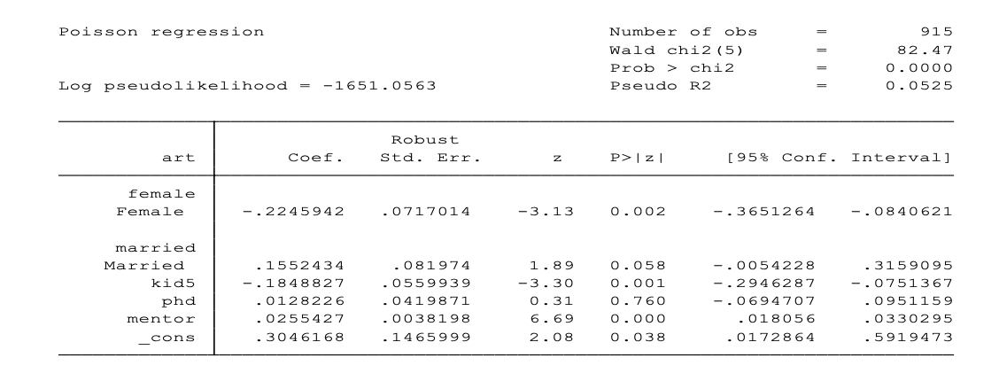 Poisson regression Number of obs = 915
Wald chi2(5) = 82.47
Prob > chi2 = 0.0000
Log pseudolikelihood = -1651.0563 Pseudo R2 = 0.0525
Robust
art Coef. Std. Err. z P>|z| [95% Conf. Interval]
female
Female -.2245942 .0717014 -3.13 0.002 -.3651264 -.0840621
married
Married .1552434 .081974 1.89 0.058 -.0054228 .3159095
kid5 -.1848827 .0559939 -3.30 0.001 -.2946287 -.0751367
phd .0128226 .0419871 0.31 0.760 -.0694707 .0951159
mentor .0255427 .0038198 6.69 0.000 .018056 .0330295
_cons .3046168 .1465999 2.08 0.038 .0172864 .5919473